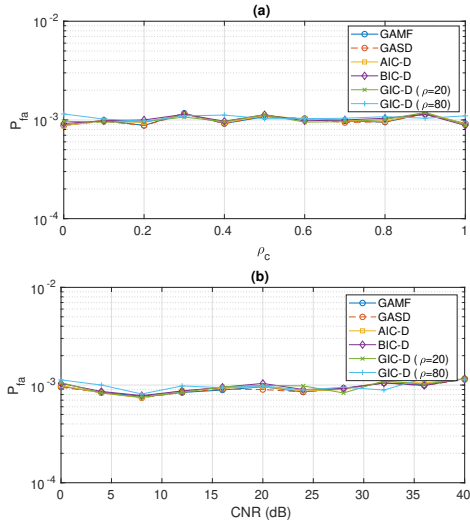 (a)
10^-2
GAMF
GASD
AIC-D
BIC-D
GIC-D ( ρ=20)
GIC-D ( ρ=80)
P_fa
10^-3
10^-4
0 0.2 0.4 0.6 0.8 1
ρ_c
(b)
10^-2
GAMF
GASD
AIC-D
BIC-D
GIC-D ( ρ=20)
GIC-D ( ρ=80)
P_fa
10^-3
10^-4
0 5 10 15 20 25 30 35 40
CNR (dB)